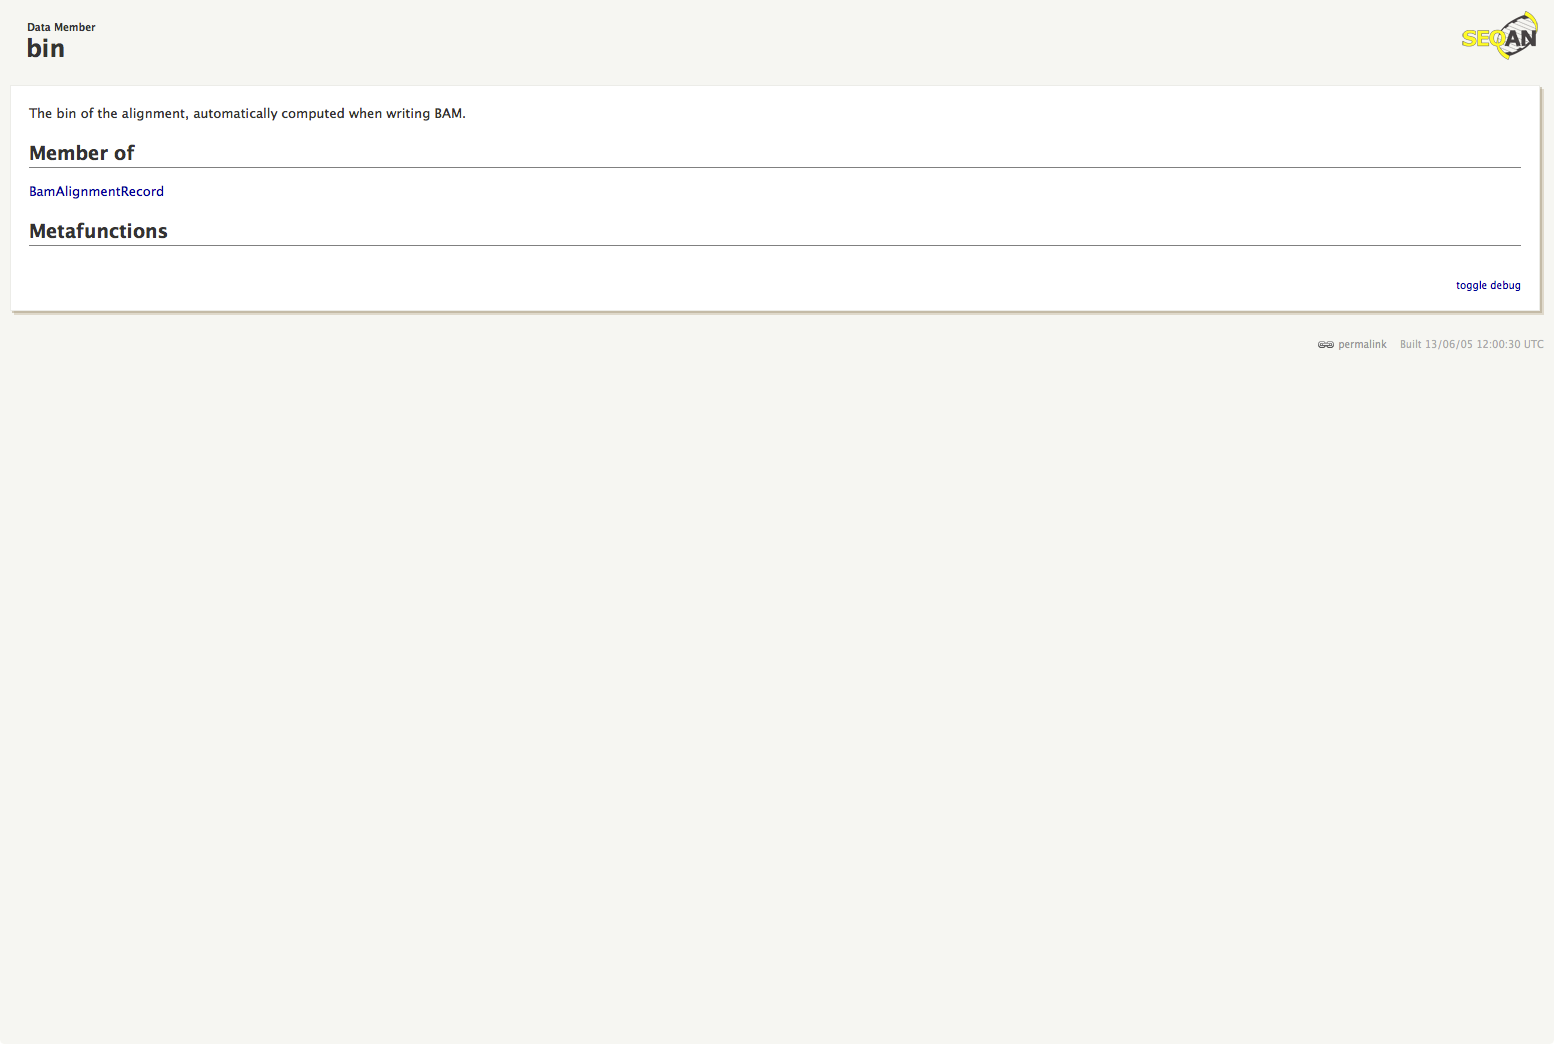 Data Member
bin
SEQAN
The bin of the alignment, automatically computed when writing BAM.
Member of
BamAlignmentRecord
Metafunctions
toggle debug
permalink Built 13/06/05 12:00:30 UTC